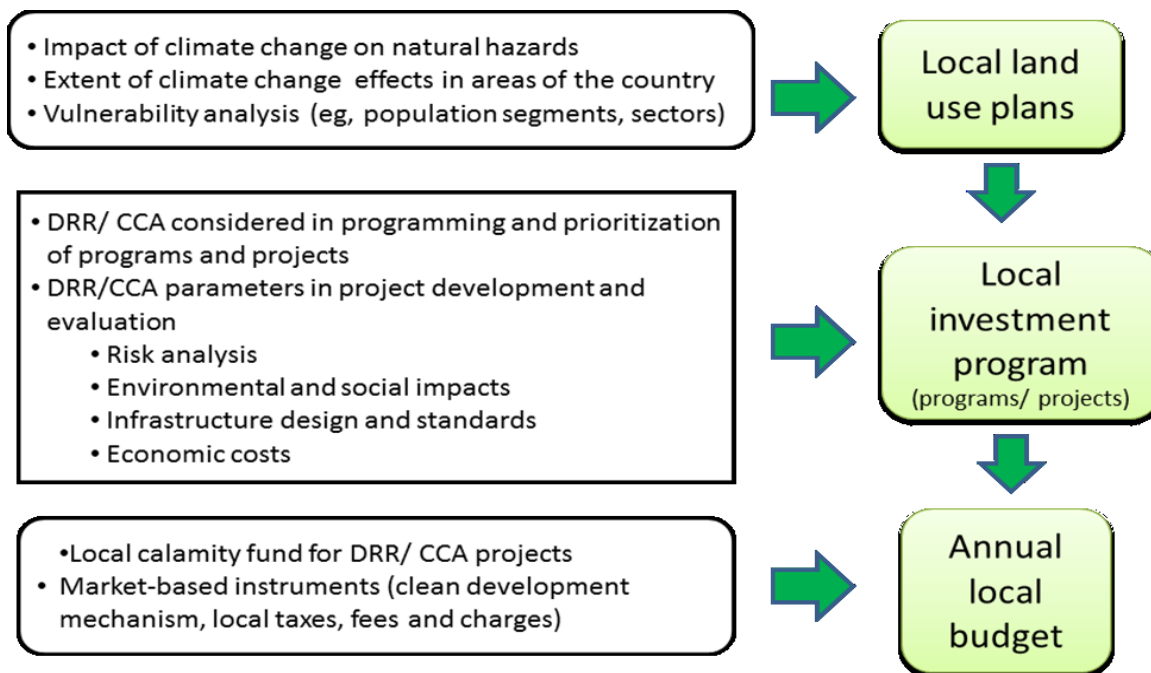 • Impact of climate change on natural hazards
• Extent of climate change effects in areas of the country
• Vulnerability analysis (eg, population segments, sectors)
Local land
use plans
• DRR/ CCA considered in programming and prioritization
of programs and projects
• DRR/CCA parameters in project development and
evaluation
• Risk analysis
• Environmental and social impacts
• Infrastructure design and standards
• Economic costs
Local
investment
program
(programs/ projects)
•Local calamity fund for DRR/ CCA projects
• Market-based instruments (clean development
mechanism, local taxes, fees and charges)
Annual
local
budget